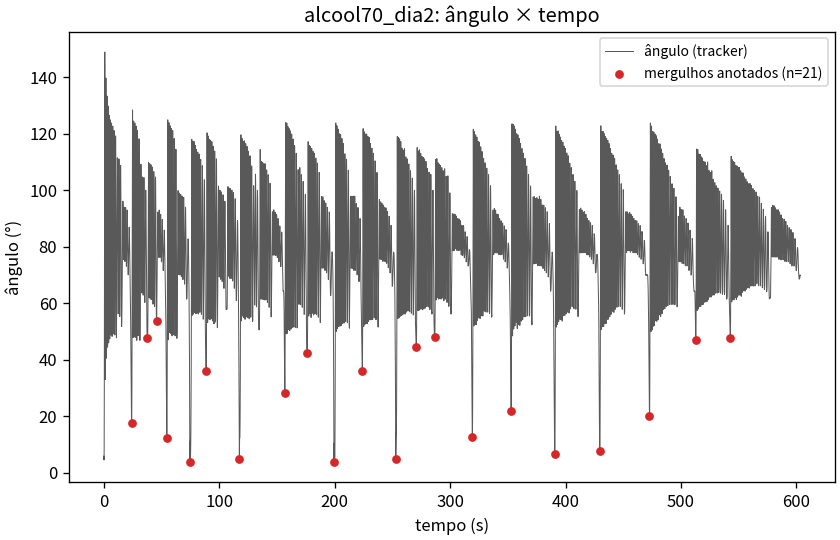 alcool70_dia2: ângulo × tempo
ângulo (tracker)
mergulhos anotados (n=21)
ângulo (°)
140
120
100
80
60
40
20
0
0 100 200 300 400 500 600
tempo (s)